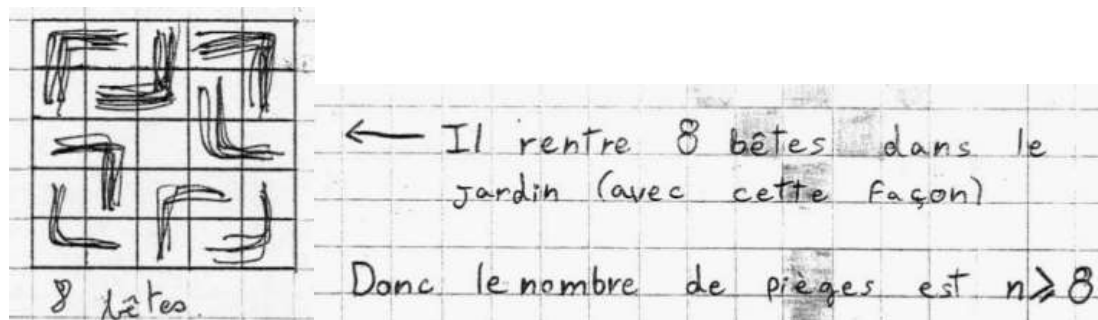 8 bêtes.
← Il rentre 8 bêtes dans le
jardin (avec cette façon)
Donc le nombre de pièges est n ⩾ 8